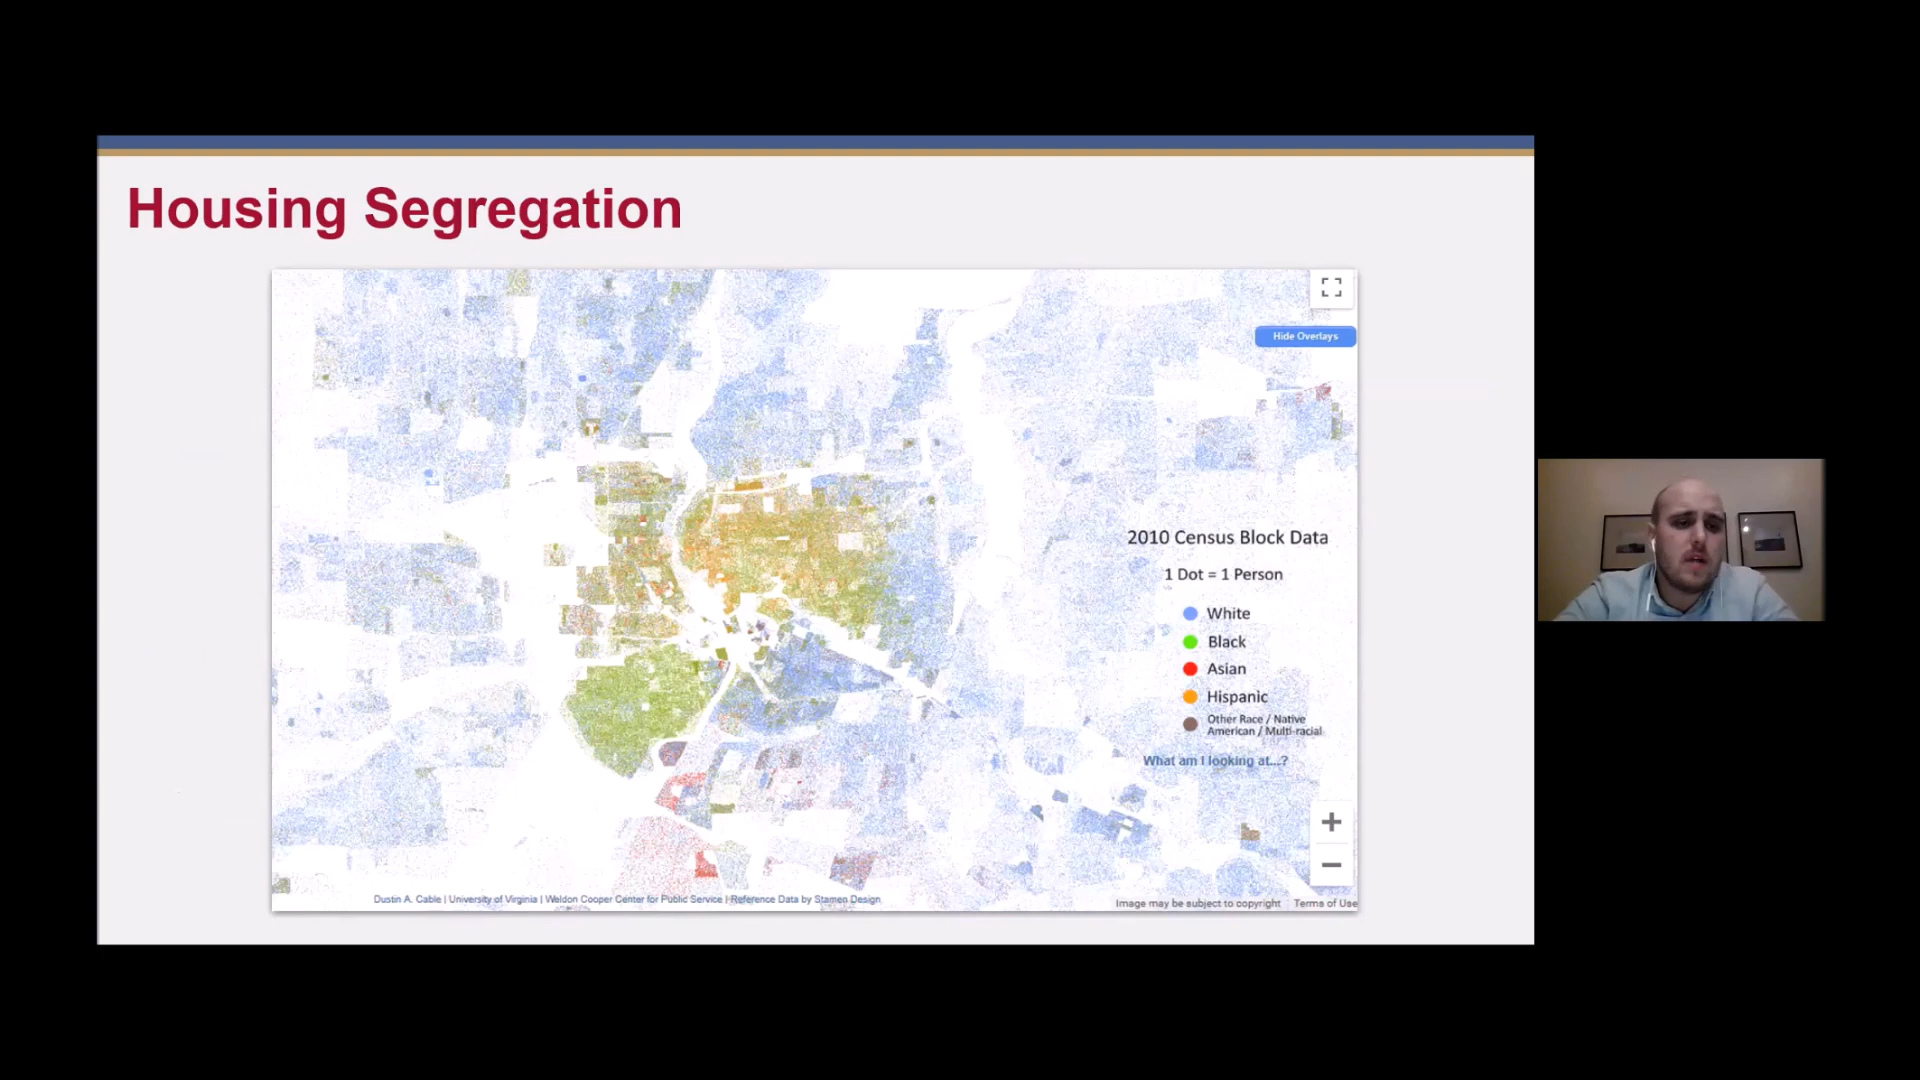 Housing Segregation
Hide Overlays
2010 Census Block Data
1 Dot = 1 Person
White
Black
Asian
Hispanic
Other Race / Native
American / Multi-racial
What am I looking at...?
Dustin A. Cable | University of Virginia | Weldon Cooper Center for Public Service | Reference Data by Stamen Design
Image may be subject to copyright Terms of Use